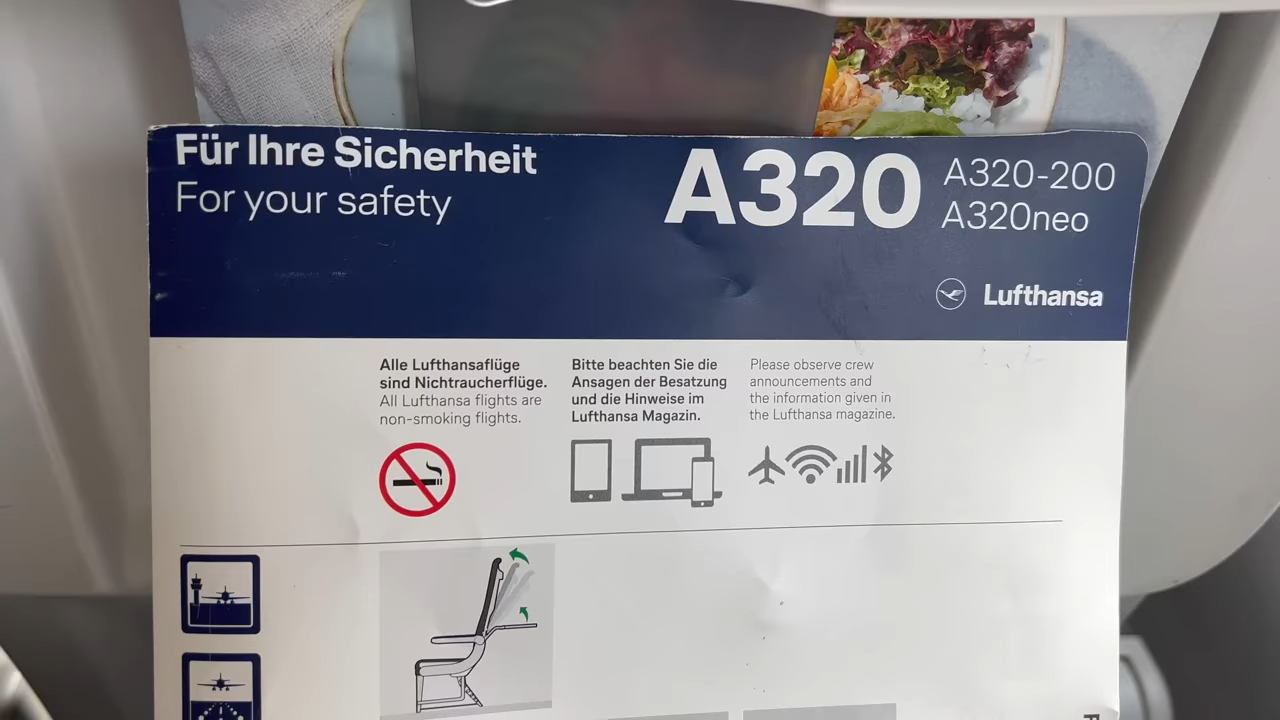 Für Ihre Sicherheit
For your safety
A320
A320-200
A320neo
Lufthansa
Alle Lufthansaflüge
sind Nichtraucherflüge.
All Lufthansa flights are
non-smoking flights.
Bitte beachten Sie die
Ansagen der Besatzung
und die Hinweise im
Lufthansa Magazin.
Please observe crew
announcements and
the information given in
the Lufthansa magazine.